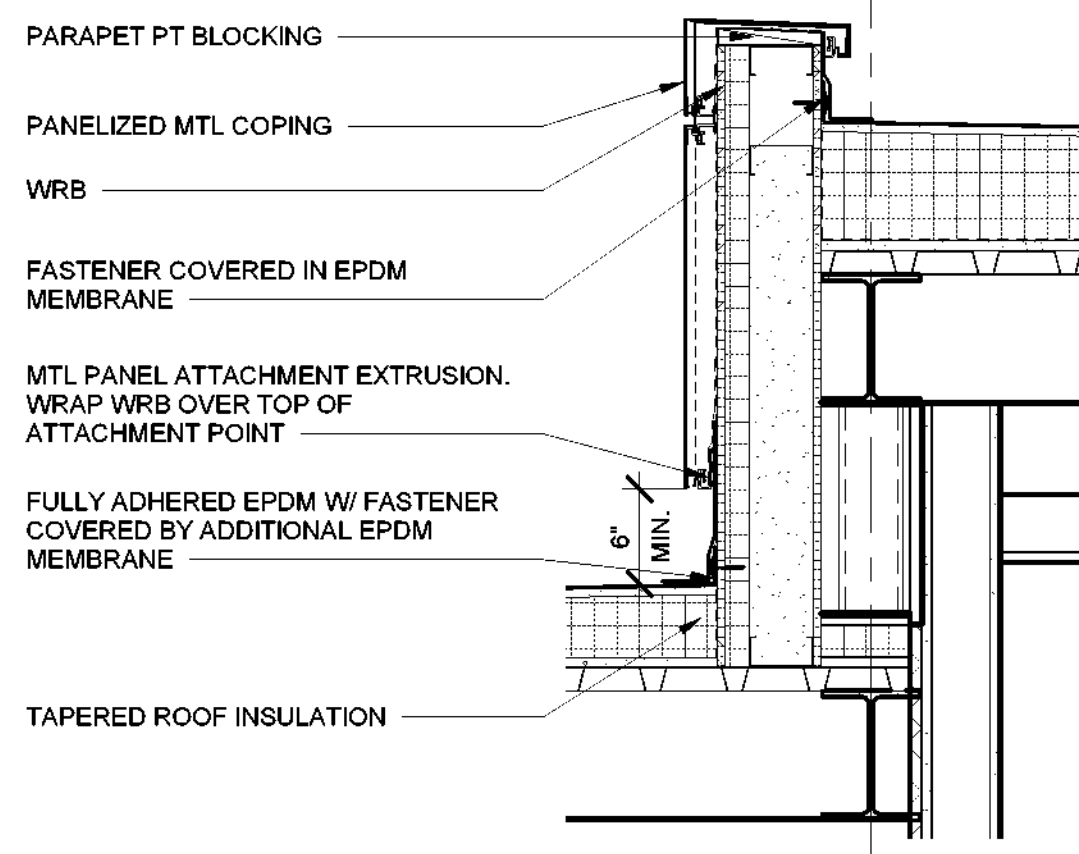 PARAPET PT BLOCKING
PANELIZED MTL COPING
WRB
FASTENER COVERED IN EPDM
MEMBRANE
MTL PANEL ATTACHMENT EXTRUSION.
WRAP WRB OVER TOP OF
ATTACHMENT POINT
FULLY ADHERED EPDM W/ FASTENER
COVERED BY ADDITIONAL EPDM
MEMBRANE
6"
MIN.
TAPERED ROOF INSULATION